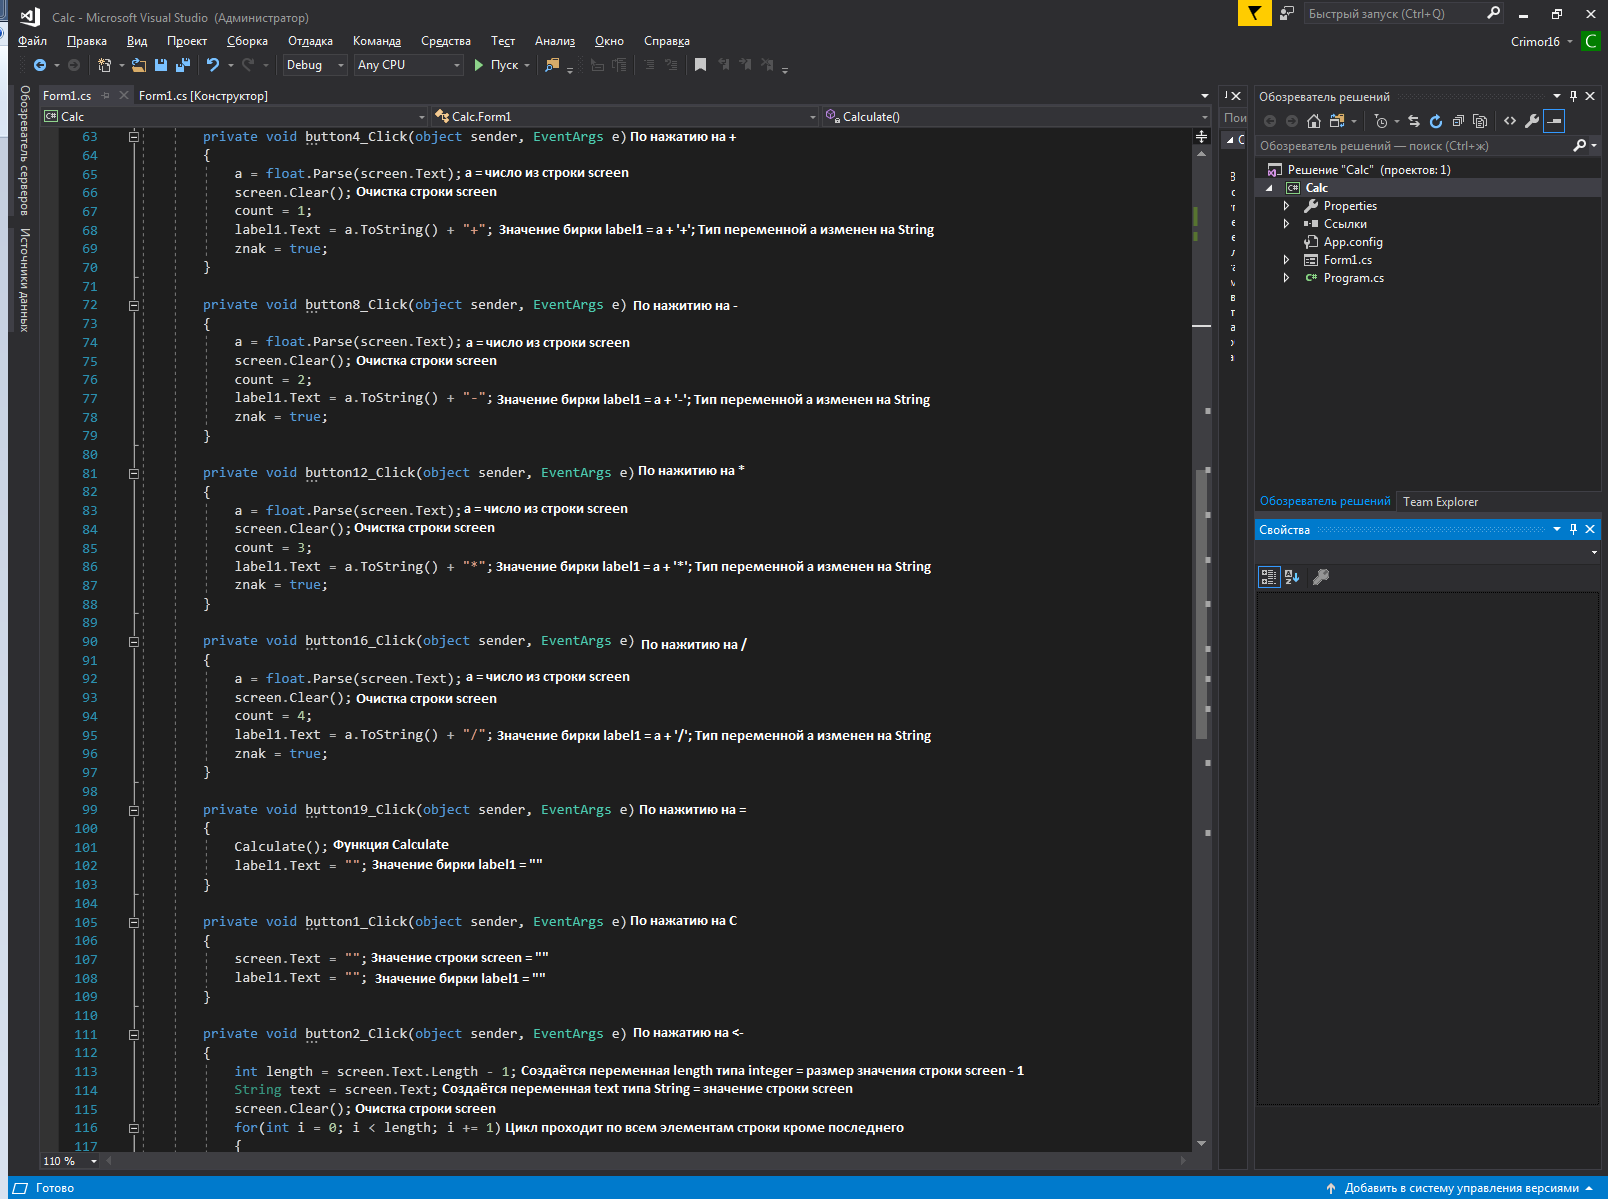 Calc - Microsoft Visual Studio (Администратор)
Быстрый запуск (Ctrl+Q)
Файл Правка Вид Проект Сборка Отладка Команда Средства Тест Анализ Окно Справка
Crimor16 C
Debug Any CPU Пуск
Обозреватель серверов
Источники данных
Form1.cs Form1.cs [Конструктор]
C# Calc Calc.Form1 Calculate()
63 private void button4_Click(object sender, EventArgs e) По нажатию на +
64 {
65 a = float.Parse(screen.Text); a = число из строки screen
66 screen.Clear(); Очистка строки screen
67 count = 1;
68 label1.Text = a.ToString() + "+"; Значение бирки label1 = a + '+'; Тип переменной a изменен на String
69 znak = true;
70 }
71
72 private void button8_Click(object sender, EventArgs e) По нажитию на -
73 {
74 a = float.Parse(screen.Text); a = число из строки screen
75 screen.Clear(); Очистка строки screen
76 count = 2;
77 label1.Text = a.ToString() + "-"; Значение бирки label1 = a + '-'; Тип переменной a изменен на String
78 znak = true;
79 }
80
81 private void button12_Click(object sender, EventArgs e) По нажитию на *
82 {
83 a = float.Parse(screen.Text); a = число из строки screen
84 screen.Clear(); Очистка строки screen
85 count = 3;
86 label1.Text = a.ToString() + "*"; Значение бирки label1 = a + '*'; Тип переменной a изменен на String
87 znak = true;
88 }
89
90 private void button16_Click(object sender, EventArgs e) По нажитию на /
91 {
92 a = float.Parse(screen.Text); a = число из строки screen
93 screen.Clear(); Очистка строки screen
94 count = 4;
95 label1.Text = a.ToString() + "/"; Значение бирки label1 = a + '/'; Тип переменной a изменен на String
96 znak = true;
97 }
98
99 private void button19_Click(object sender, EventArgs e) По нажитию на =
100 {
101 Calculate(); Функция Calculate
102 label1.Text = ""; Значение бирки label1 = ""
103 }
104
105 private void button1_Click(object sender, EventArgs e) По нажатию на C
106 {
107 screen.Text = ""; Значение строки screen = ""
108 label1.Text = ""; Значение бирки label1 = ""
109 }
110
111 private void button2_Click(object sender, EventArgs e) По нажатию на <-
112 {
113 int length = screen.Text.Length - 1; Создаётся переменная length типа integer = размер значения строки screen - 1
114 String text = screen.Text; Создаётся переменная text типа String = значение строки screen
115 screen.Clear(); Очистка строки screen
116 for(int i = 0; i < length; i += 1) Цикл проходит по всем элементам строки кроме последнего
117 {
110 %
Пои
Обозреватель решений
Обозреватель решений — поиск (Ctrl+ж)
Решение "Calc" (проектов: 1)
C# Calc
Properties
Ссылки
App.config
Form1.cs
C# Program.cs
Обозреватель решений Team Explorer
Свойства
Готово
Добавить в систему управления версиями